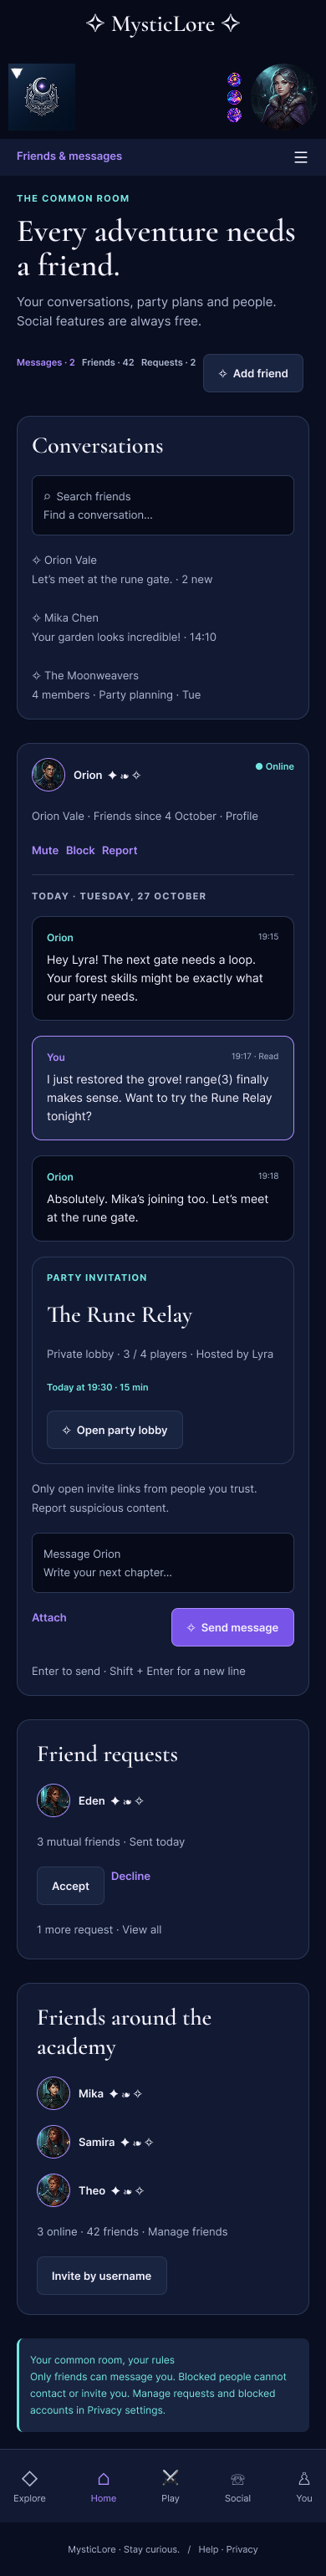 ✧ MysticLore ✧
Friends & messages
THE COMMON ROOM
Every adventure needs
a friend.
Your conversations, party plans and people.
Social features are always free.
Messages · 2 Friends · 42 Requests · 2
✧ Add friend
Conversations
⌕ Search friends
Find a conversation...
✧ Orion Vale
Let's meet at the rune gate. · 2 new
✧ Mika Chen
Your garden looks incredible! · 14:10
✧ The Moonweavers
4 members · Party planning · Tue
Orion ✦ ❧ ✧
● Online
Orion Vale · Friends since 4 October · Profile
Mute Block Report
TODAY · TUESDAY, 27 OCTOBER
Orion 19:15
Hey Lyra! The next gate needs a loop.
Your forest skills might be exactly what
our party needs.
You 19:17 · Read
I just restored the grove! range(3) finally
makes sense. Want to try the Rune Relay
tonight?
Orion 19:18
Absolutely. Mika's joining too. Let's meet
at the rune gate.
PARTY INVITATION
The Rune Relay
Private lobby · 3 / 4 players · Hosted by Lyra
Today at 19:30 · 15 min
✧ Open party lobby
Only open invite links from people you trust.
Report suspicious content.
Message Orion
Write your next chapter...
Attach
✧ Send message
Enter to send · Shift + Enter for a new line
Friend requests
Eden ✦ ❧ ✧
3 mutual friends · Sent today
Accept Decline
1 more request · View all
Friends around the
academy
Mika ✦ ❧ ✧
Samira ✦ ❧ ✧
Theo ✦ ❧ ✧
3 online · 42 friends · Manage friends
Invite by username
Your common room, your rules
Only friends can message you. Blocked people cannot
contact or invite you. Manage requests and blocked
accounts in Privacy settings.
Explore Home Play Social You
MysticLore · Stay curious. / Help · Privacy